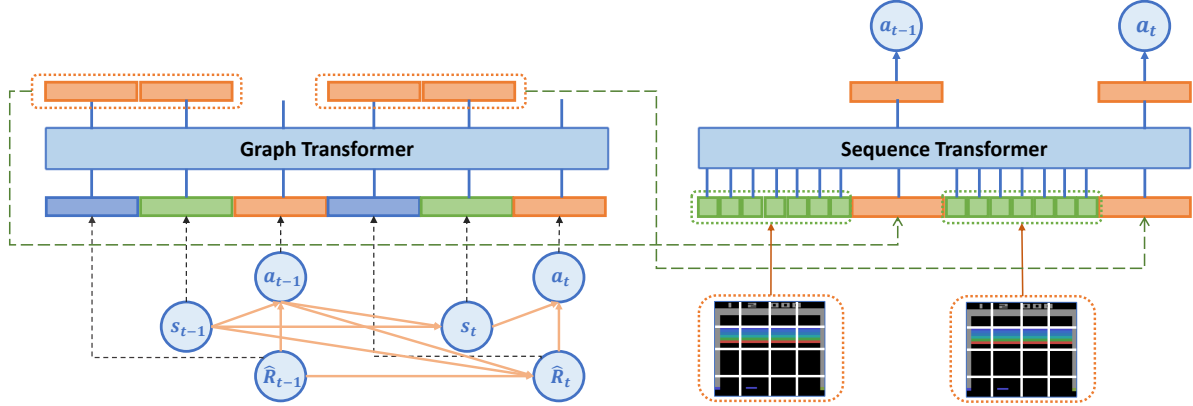 a_{t-1}
a_t
Graph Transformer
Sequence Transformer
a_{t-1}
a_t
s_{t-1}
s_t
R̂_{t-1}
R̂_t